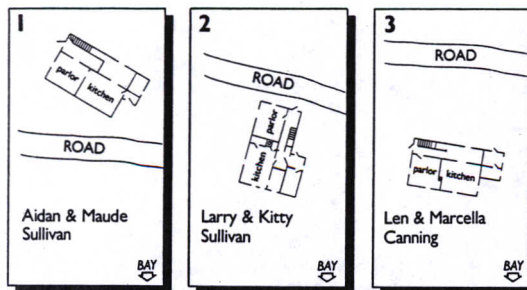 1
parlor
kitchen
ROAD
Aidan & Maude
Sullivan
BAY
2
ROAD
parlor
kitchen
Larry & Kitty
Sullivan
BAY
3
ROAD
parlor
kitchen
Len & Marcella
Canning
BAY